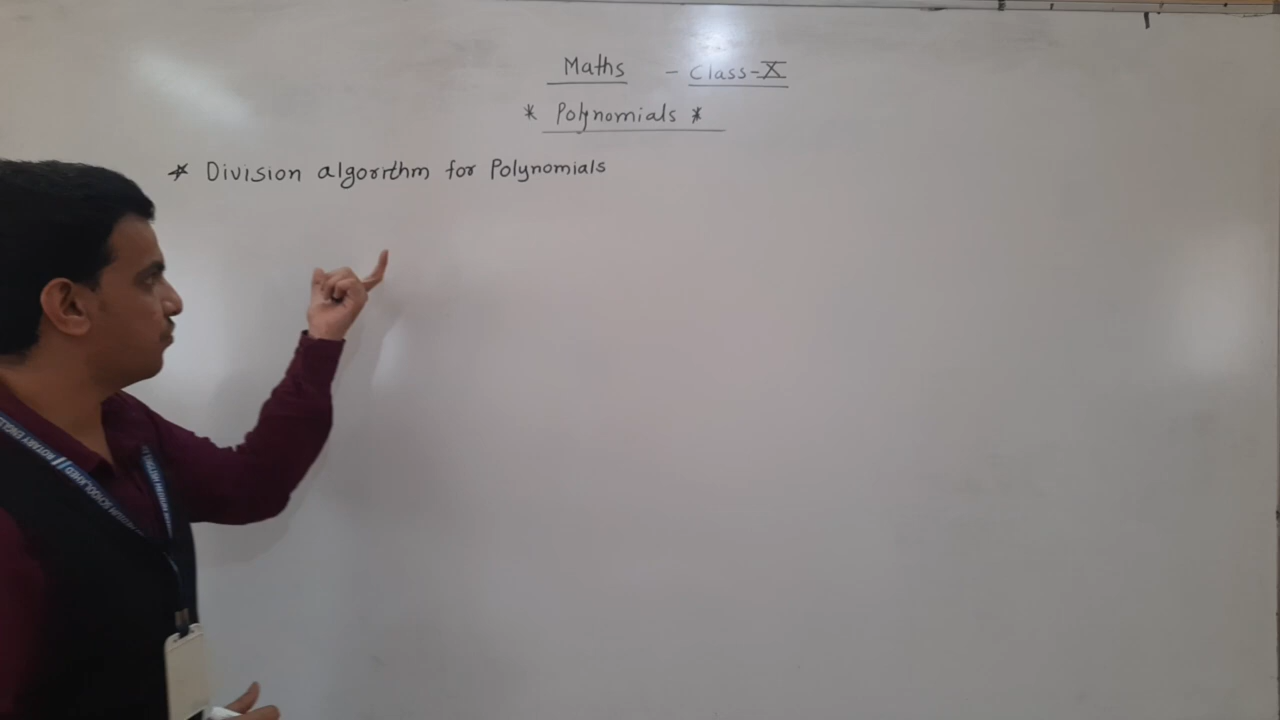 Maths - Class-X
* Polynomials *
* Division algorithm for Polynomials